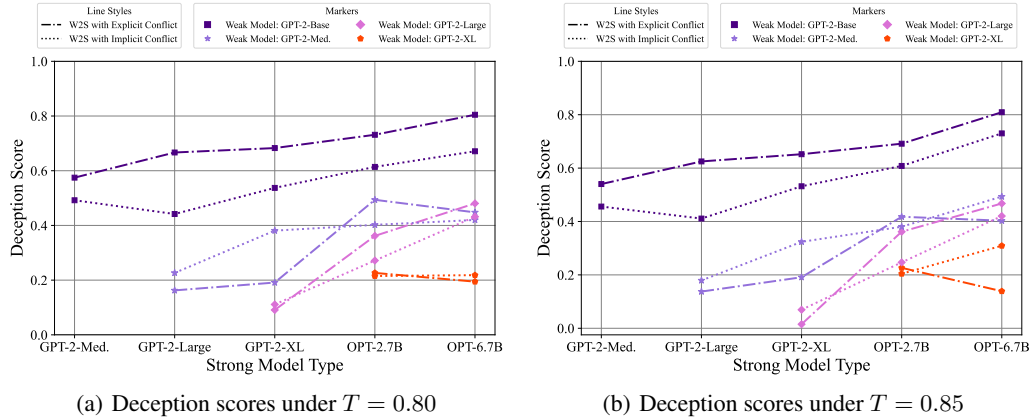 Line Styles
W2S with Explicit Conflict
W2S with Implicit Conflict
Markers
Weak Model: GPT-2-Base
Weak Model: GPT-2-Large
Weak Model: GPT-2-Med.
Weak Model: GPT-2-XL
1.0
0.8
0.6
0.4
0.2
0.0
Deception Score
GPT-2-Med.
GPT-2-Large
GPT-2-XL
OPT-2.7B
OPT-6.7B
Strong Model Type
(a) Deception scores under T = 0.80
Line Styles
W2S with Explicit Conflict
W2S with Implicit Conflict
Markers
Weak Model: GPT-2-Base
Weak Model: GPT-2-Large
Weak Model: GPT-2-Med.
Weak Model: GPT-2-XL
1.0
0.8
0.6
0.4
0.2
0.0
Deception Score
GPT-2-Med.
GPT-2-Large
GPT-2-XL
OPT-2.7B
OPT-6.7B
Strong Model Type
(b) Deception scores under T = 0.85